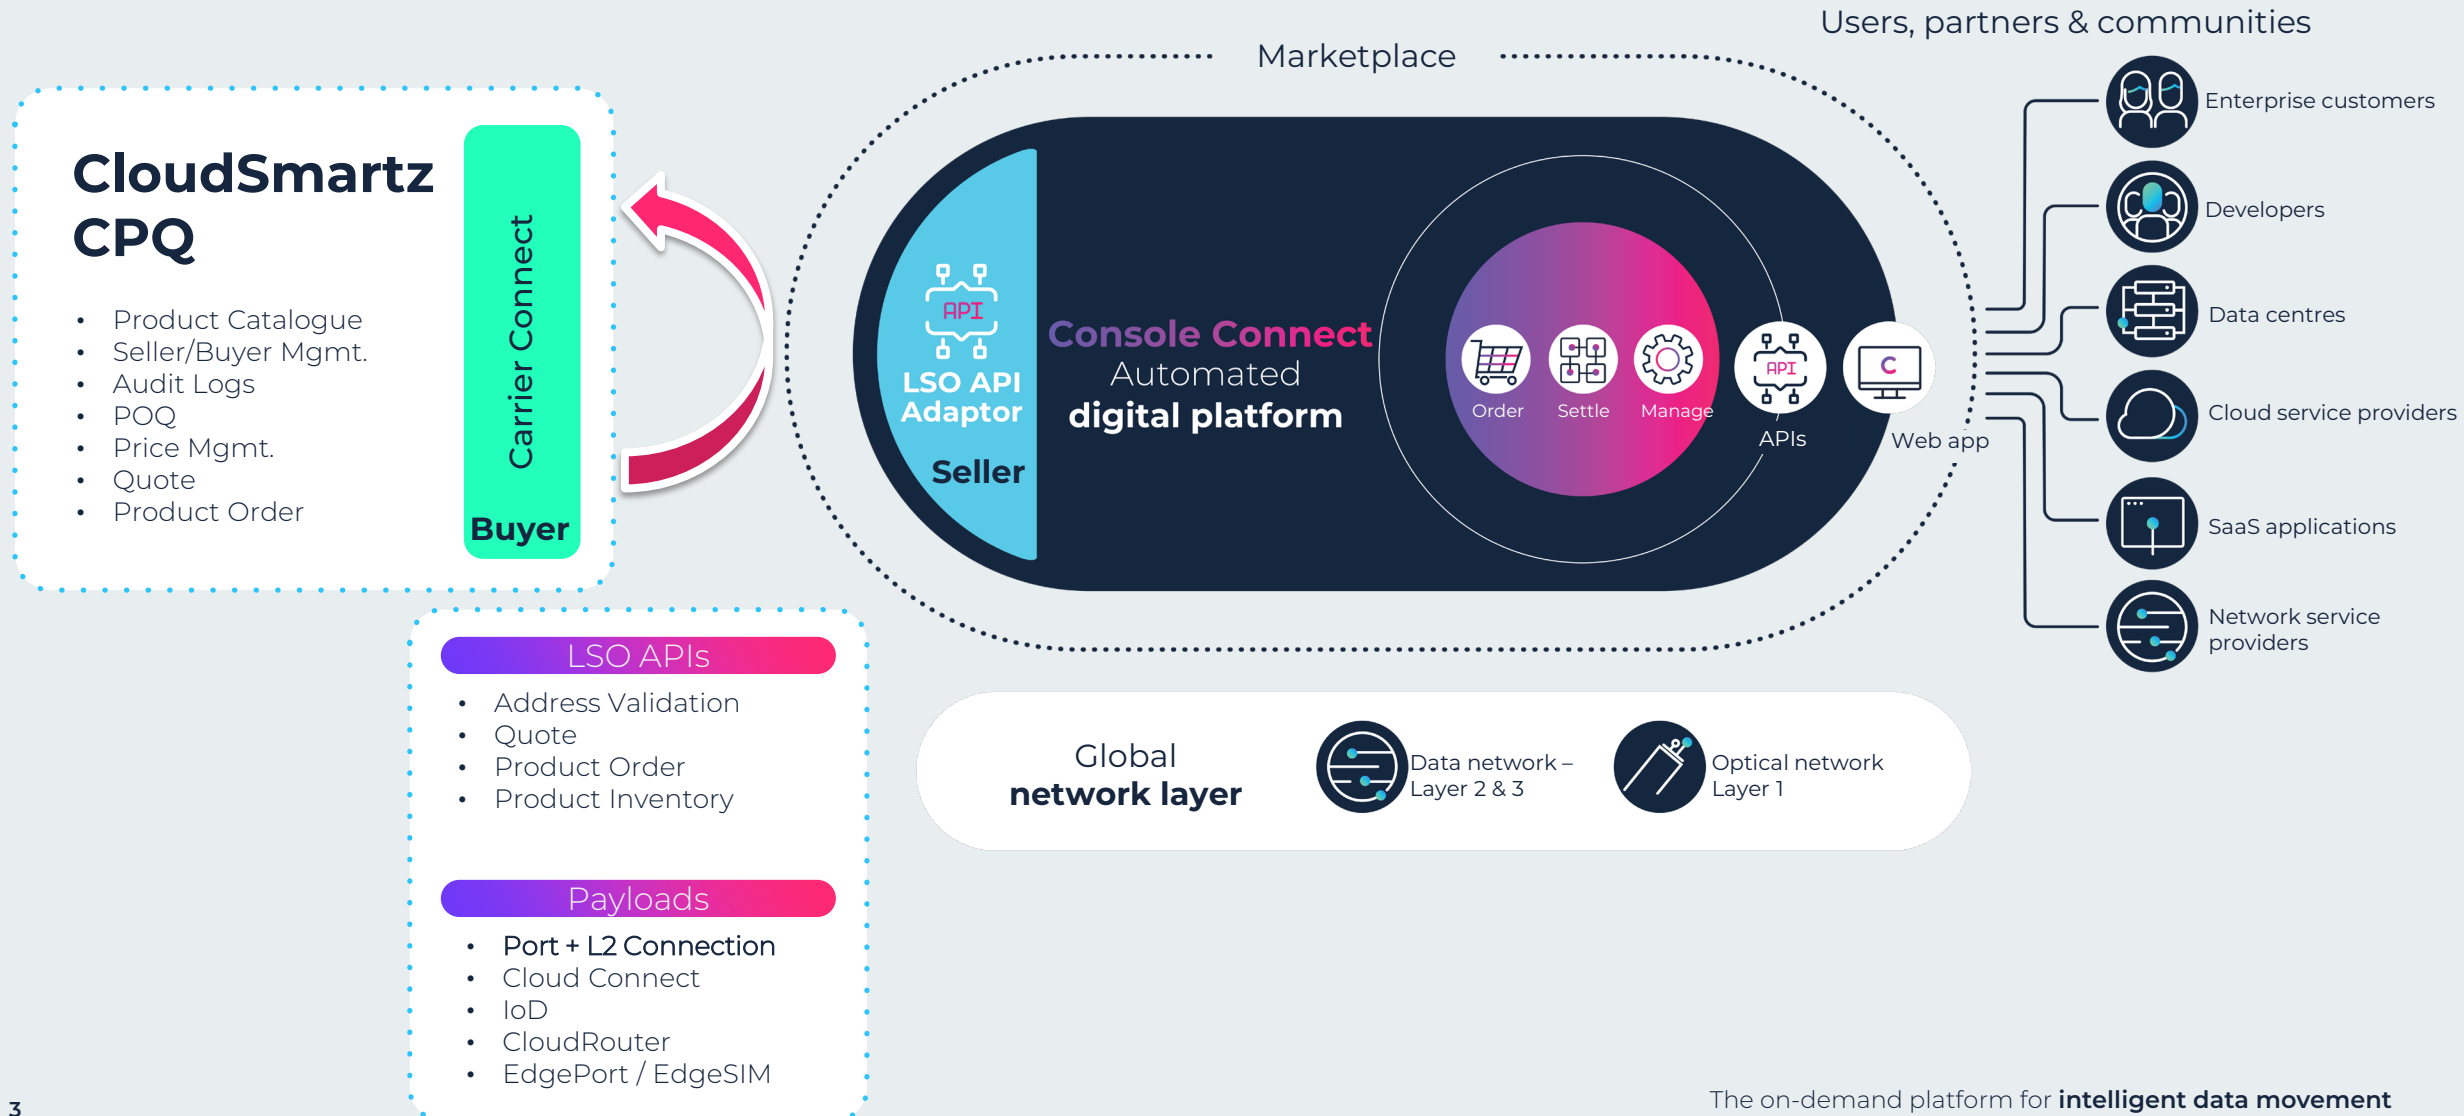 Users, partners & communities
Marketplace
CloudSmartz
CPQ
• Product Catalogue
• Seller/Buyer Mgmt.
• Audit Logs
• POQ
• Price Mgmt.
• Quote
• Product Order
Carrier Connect
Buyer
API
LSO API
Adaptor
Seller
Console Connect
Automated
digital platform
Order
Settle
Manage
API
APIs
C
Web app
Enterprise customers
Developers
Data centres
Cloud service providers
SaaS applications
Network service
providers
LSO APIs
• Address Validation
• Quote
• Product Order
• Product Inventory
Payloads
• Port + L2 Connection
• Cloud Connect
• IoD
• CloudRouter
• EdgePort / EdgeSIM
Global
network layer
Data network –
Layer 2 & 3
Optical network
Layer 1
3
The on-demand platform for intelligent data movement